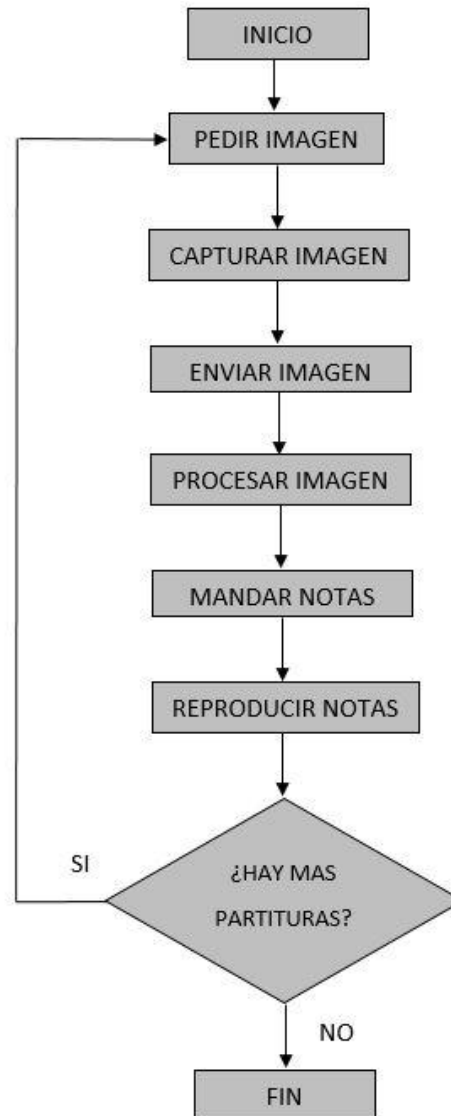 INICIO
PEDIR IMAGEN
CAPTURAR IMAGEN
ENVIAR IMAGEN
PROCESAR IMAGEN
MANDAR NOTAS
REPRODUCIR NOTAS
SI
¿HAY MAS
PARTITURAS?
NO
FIN